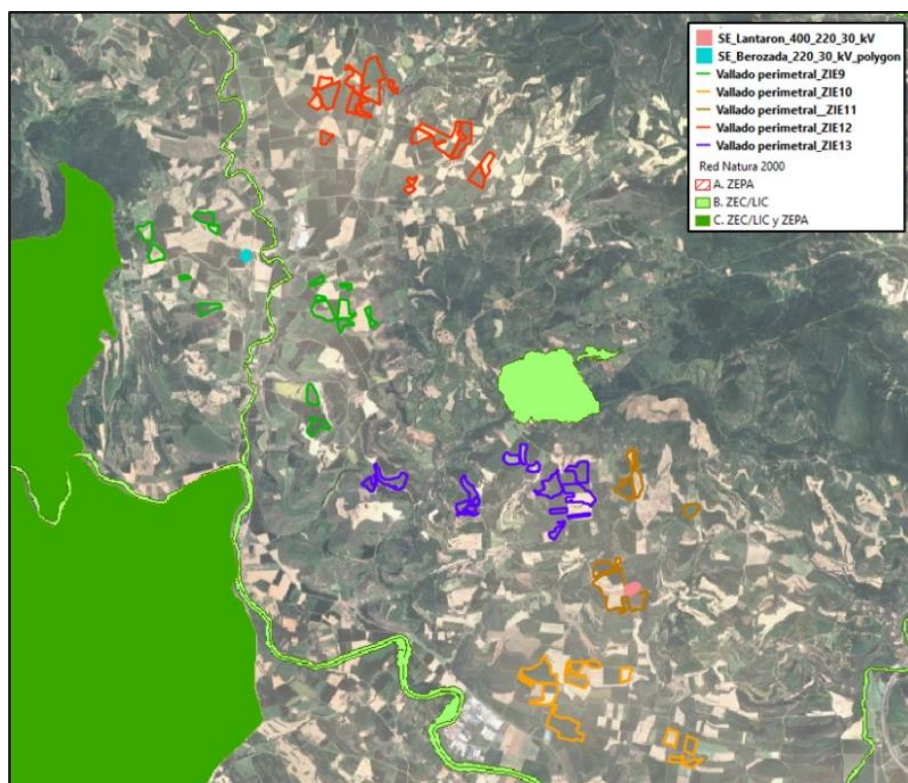 SE_Lantaron_400_220_30_kV
SE_Berozada_220_30_kV_polygon
Vallado perimetral_ZIE9
Vallado perimetral_ZIE10
Vallado perimetral__ZIE11
Vallado perimetral_ZIE12
Vallado perimetral_ZIE13
Red Natura 2000
A. ZEPA
B. ZEC/LIC
C. ZEC/LIC y ZEPA